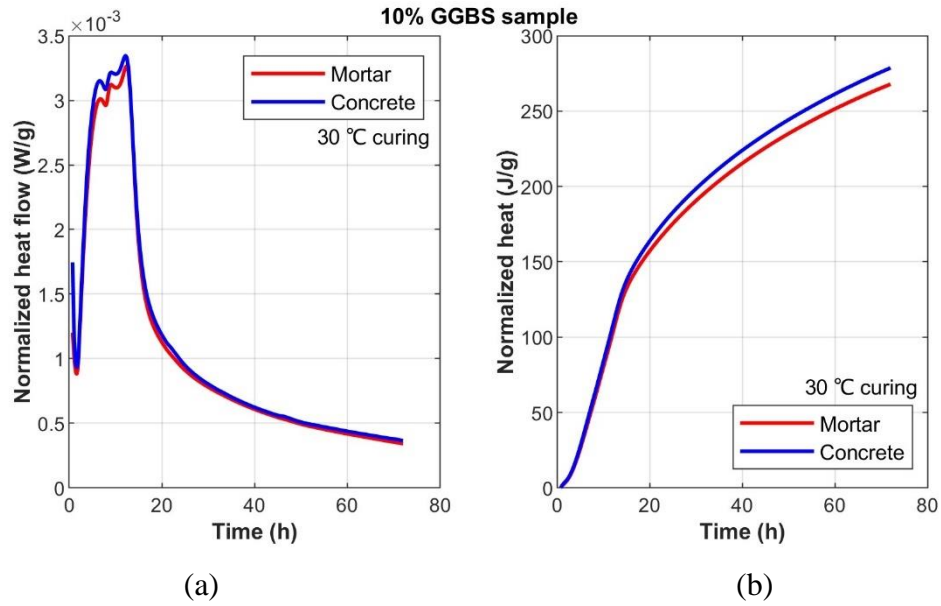 10% GGBS sample
×10⁻³
3.5
3
2.5
2
1.5
1
0.5
0
0 20 40 60 80
Normalized heat flow (W/g)
Time (h)
Mortar
Concrete
30 ℃ curing
(a)
300
250
200
150
100
50
0
0 20 40 60 80
Normalized heat (J/g)
Time (h)
30 ℃ curing
Mortar
Concrete
(b)